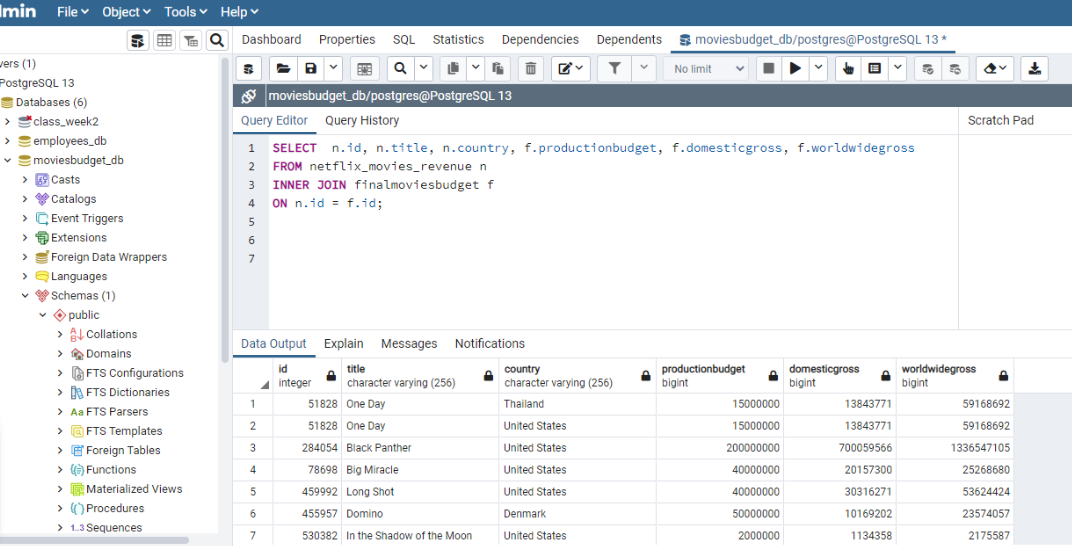 dmin File Object Tools Help
Dashboard Properties SQL Statistics Dependencies Dependents moviesbudget_db/postgres@PostgreSQL 13 *
No limit
moviesbudget_db/postgres@PostgreSQL 13
vers (1)
PostgreSQL 13
Databases (6)
class_week2
employees_db
moviesbudget_db
Casts
Catalogs
Event Triggers
Extensions
Foreign Data Wrappers
Languages
Schemas (1)
public
Collations
Domains
FTS Configurations
FTS Dictionaries
FTS Parsers
FTS Templates
Foreign Tables
Functions
Materialized Views
Procedures
1..3 Sequences
Query Editor Query History
Scratch Pad
1 SELECT n.id, n.title, n.country, f.productionbudget, f.domesticgross, f.worldwidegross
2 FROM netflix_movies_revenue n
3 INNER JOIN finalmoviesbudget f
4 ON n.id = f.id;
5
6
7
Data Output Explain Messages Notifications
id title country productionbudget domesticgross worldwidegross
integer character varying (256) character varying (256) bigint bigint bigint
1 51828 One Day Thailand 15000000 13843771 59168692
2 51828 One Day United States 15000000 13843771 59168692
3 284054 Black Panther United States 200000000 700059566 1336547105
4 78698 Big Miracle United States 40000000 20157300 25268680
5 459992 Long Shot United States 40000000 30316271 53624424
6 455957 Domino Denmark 50000000 10169202 23574057
7 530382 In the Shadow of the Moon United States 2000000 1134358 2175587